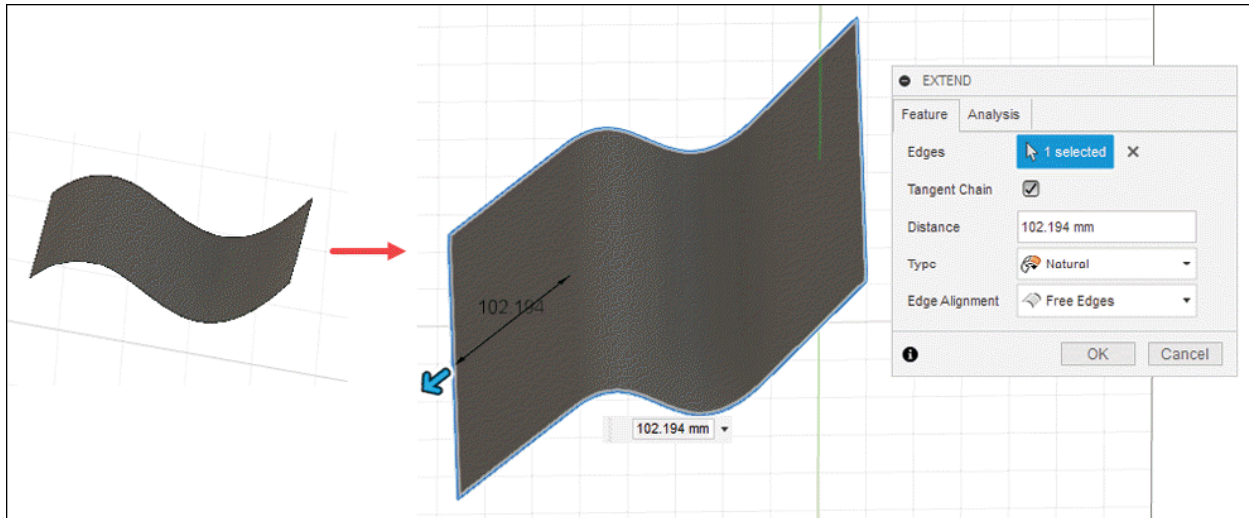 EXTEND
Feature Analysis
Edges 1 selected
Tangent Chain
Distance 102.194 mm
Type Natural
Edge Alignment Free Edges
OK Cancel
102.194
102.194 mm